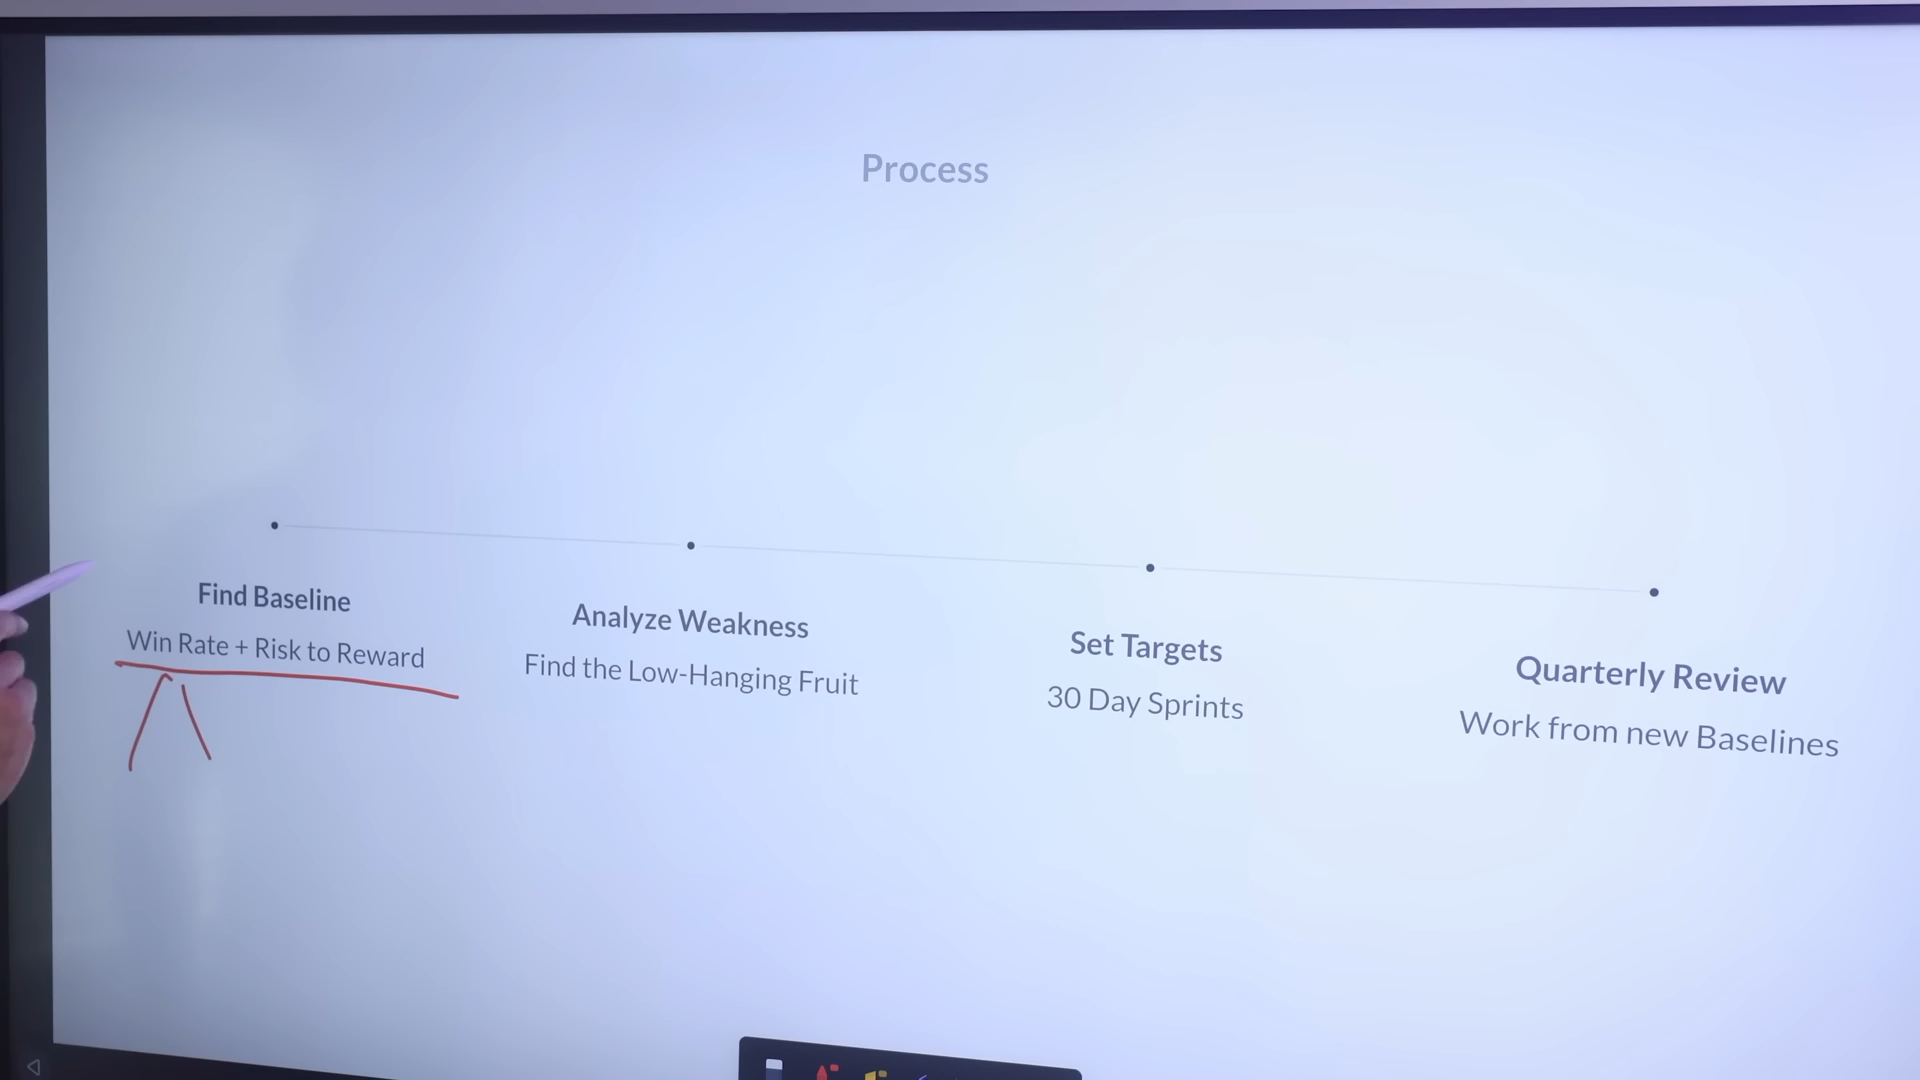 Process
Find Baseline
Win Rate + Risk to Reward
Analyze Weakness
Find the Low-Hanging Fruit
Set Targets
30 Day Sprints
Quarterly Review
Work from new Baselines